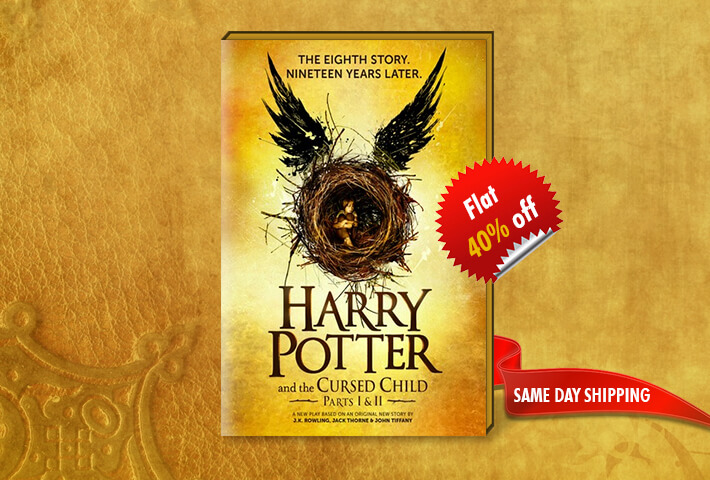 THE EIGHTH STORY.
NINETEEN YEARS LATER.
Flat
40% off
HARRY
POTTER
and the CURSED CHILD
PARTS I & II
A NEW PLAY BASED ON AN ORIGINAL NEW STORY BY
J.K. ROWLING, JACK THORNE & JOHN TIFFANY
SAME DAY SHIPPING